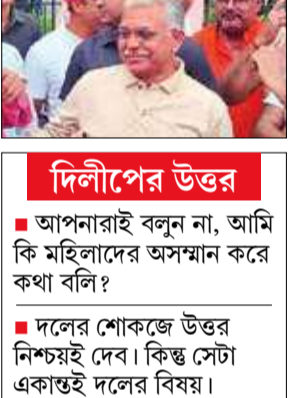 দিলীপের উত্তর
■ আপনারাই বলুন না, আমি
কি মহিলাদের অসম্মান করে
কথা বলি?
■ দলের শোকজে উত্তর
নিশ্চয়ই দেব। কিন্তু সেটা
একান্তই দলের বিষয়।